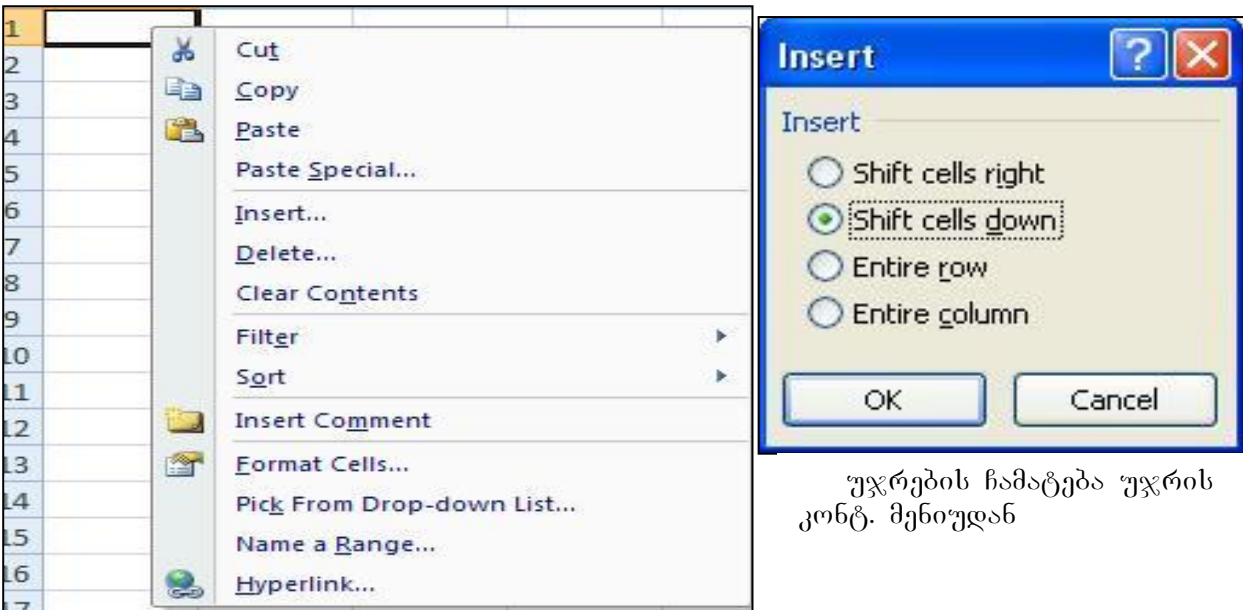 1
2
3
4
5
6
7
8
9
10
11
12
13
14
15
16
17
Cut
Copy
Paste
Paste Special...
Insert...
Delete...
Clear Contents
Filter
Sort
Insert Comment
Format Cells...
Pick From Drop-down List...
Name a Range...
Hyperlink...
Insert
Insert
Shift cells right
Shift cells down
Entire row
Entire column
OK Cancel
უჯრების ჩამატება უჯრის
კონტ. მენიუდან